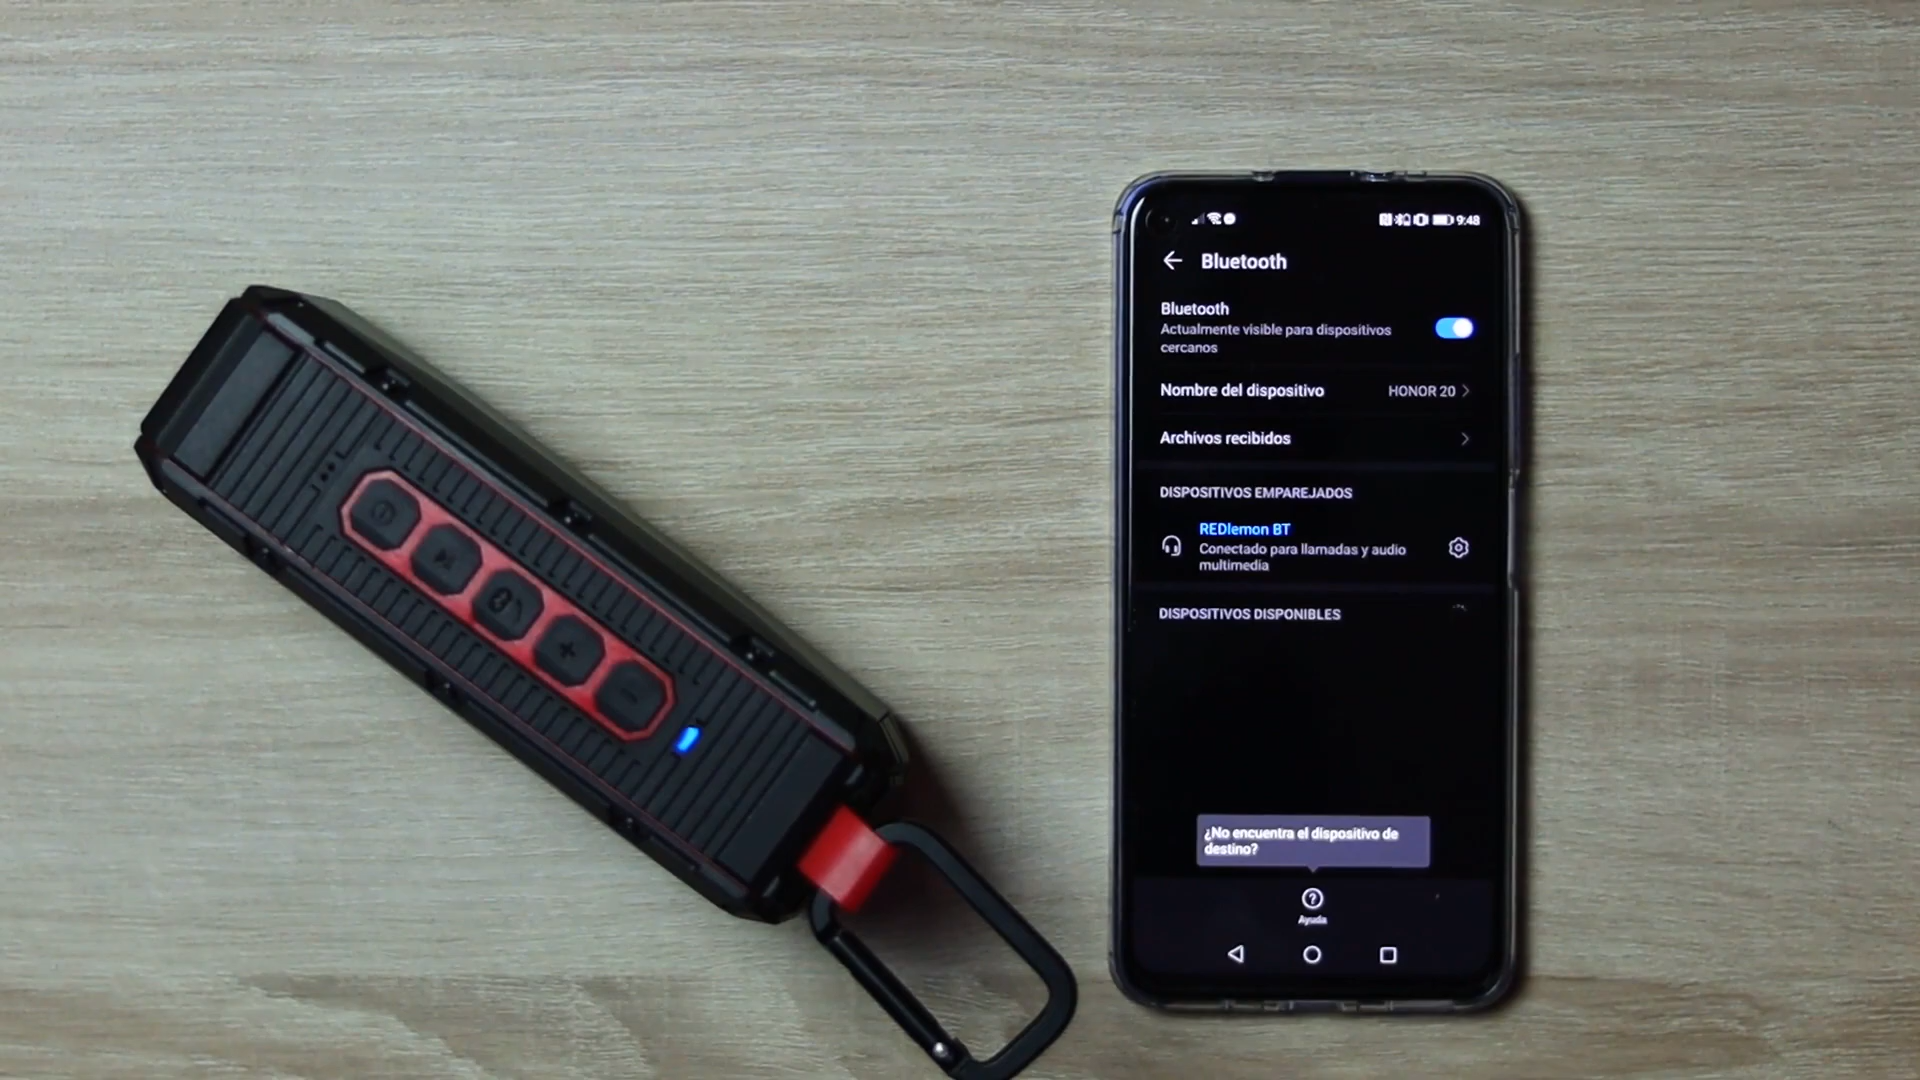 9:48
Bluetooth
Bluetooth
Actualmente visible para dispositivos
cercanos
Nombre del dispositivo HONOR 20
Archivos recibidos
DISPOSITIVOS EMPAREJADOS
REDlemon BT
Conectado para llamadas y audio
multimedia
DISPOSITIVOS DISPONIBLES
¿No encuentra el dispositivo de
destino?
Ayuda